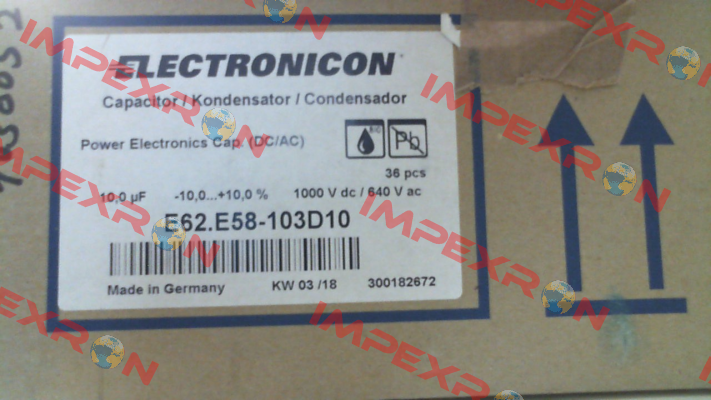 ELECTRONICON
Capacitor / Kondensator / Condensador
Power Electronics Cap. (DC/AC)
BIO
Pb
36 pcs
10,0 µF -10,0...+10,0 % 1000 V dc / 640 V ac
E62.E58-103D10
Made in Germany KW 03 /18 300182672
IMPEXRON
IMPEXRON
IMPEXRON
IMPEXRON
IMPEXRON
IMPEXRON